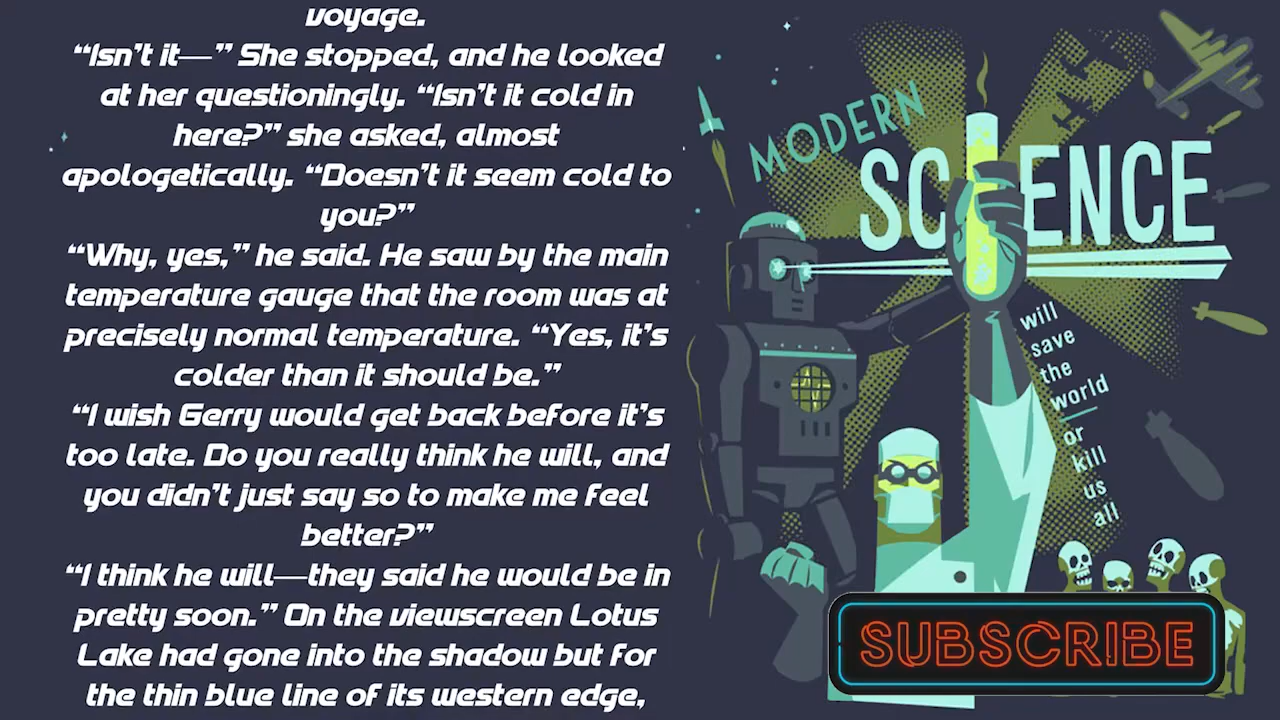 voyage.
“Isn’t it—” She stopped, and he looked
at her questioningly. “Isn’t it cold in
here?” she asked, almost
apologetically. “Doesn’t it seem cold to
you?”
“Why, yes,” he said. He saw by the main
temperature gauge that the room was at
precisely normal temperature. “Yes, it’s
colder than it should be.”
“I wish Gerry would get back before it’s
too late. Do you really think he will, and
you didn’t just say so to make me feel
better?”
“I think he will—they said he would be in
pretty soon.” On the viewscreen Lotus
Lake had gone into the shadow but for
the thin blue line of its western edge,
MODERN
SCIENCE
will
save
the
world
or
kill
us
all
SUBSCRIBE